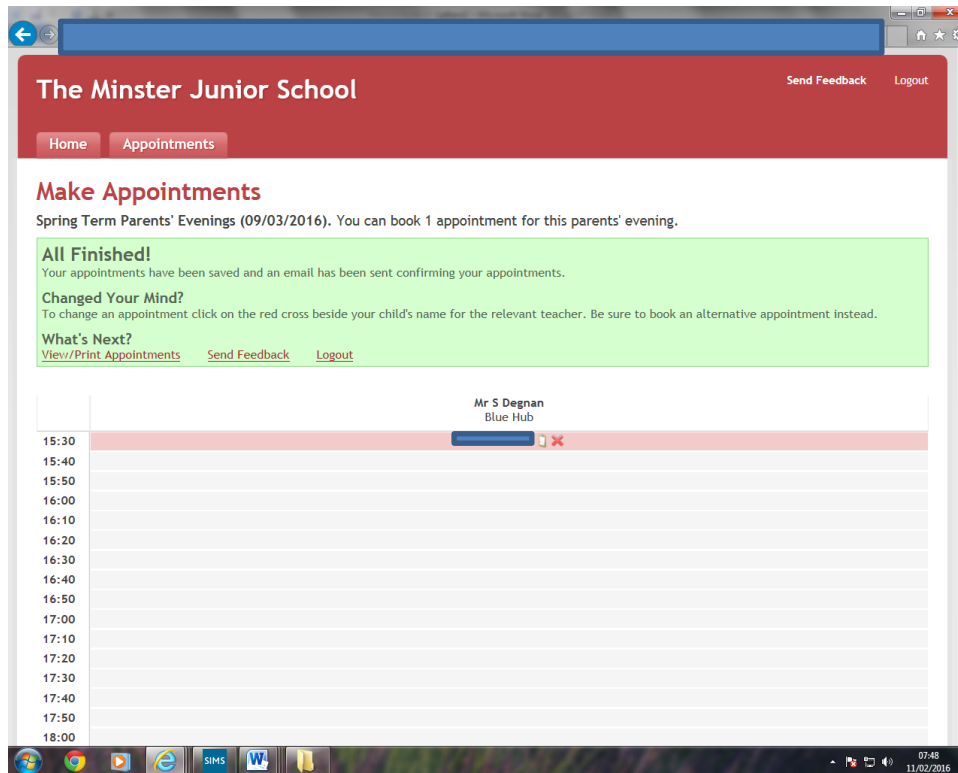 The Minster Junior School
Send Feedback Logout
Home Appointments
Make Appointments
Spring Term Parents' Evenings (09/03/2016). You can book 1 appointment for this parents' evening.
All Finished!
Your appointments have been saved and an email has been sent confirming your appointments.
Changed Your Mind?
To change an appointment click on the red cross beside your child's name for the relevant teacher. Be sure to book an alternative appointment instead.
What's Next?
View/Print Appointments Send Feedback Logout
Mr S Degnan
Blue Hub
15:30
15:40
15:50
16:00
16:10
16:20
16:30
16:40
16:50
17:00
17:10
17:20
17:30
17:40
17:50
18:00
SIMS W
07:48
11/02/2016